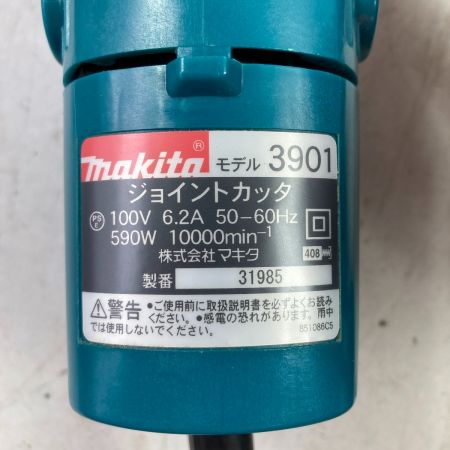 makita® モデル 3901
ジョイントカッタ
PSE 100V 6.2A 50-60Hz
590W 10000min⁻¹
株式会社 マキタ 408
製番 31985
⚠警告 •ご使用前に取扱説明書を必ずよくお読み
ください。•感電の恐れがあります。雨中
では使用しないでください。 851086C5